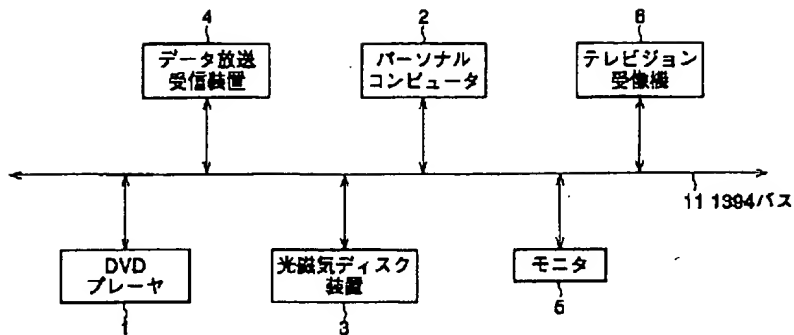 4
2
6
データ放送
受信装置
パーソナル
コンピュータ
テレビジョン
受像機
11 1394バス
DVD
プレーヤ
光磁気ディスク
装置
モニタ
1
3
5